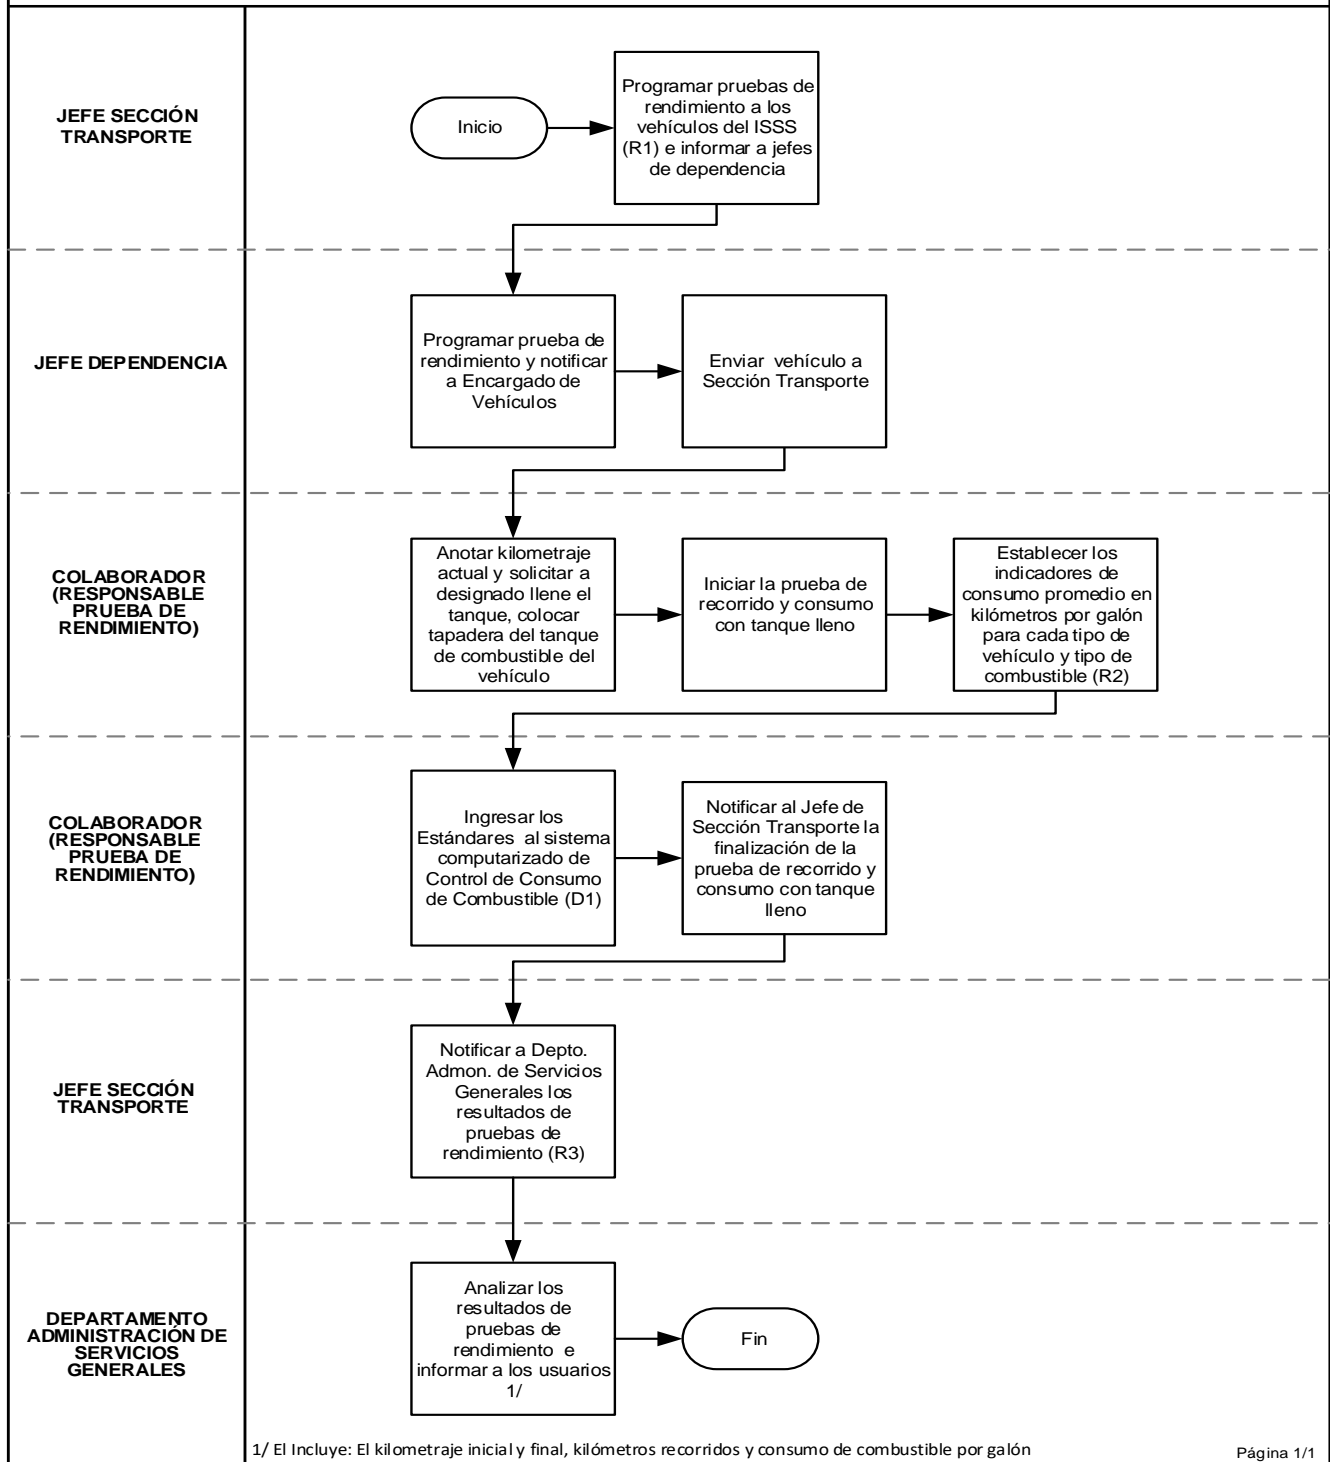 JEFE SECCIÓN
TRANSPORTE
Inicio
Programar pruebas de
rendimiento a los
vehículos del ISSS
(R1) e informar a jefes
de dependencia
JEFE DEPENDENCIA
Programar prueba de
rendimiento y notificar
a Encargado de
Vehículos
Enviar vehículo a
Sección Transporte
COLABORADOR
(RESPONSABLE
PRUEBA DE
RENDIMIENTO)
Anotar kilometraje
actual y solicitar a
designado llene el
tanque, colocar
tapadera del tanque
de combustible del
vehículo
Iniciar la prueba de
recorrido y consumo
con tanque lleno
Establecer los
indicadores de
consumo promedio en
kilómetros por galón
para cada tipo de
vehículo y tipo de
combustible (R2)
COLABORADOR
(RESPONSABLE
PRUEBA DE
RENDIMIENTO)
Ingresar los
Estándares al sistema
computarizado de
Control de Consumo
de Combustible (D1)
Notificar al Jefe de
Sección Transporte la
finalización de la
prueba de recorrido y
consumo con tanque
lleno
JEFE SECCIÓN
TRANSPORTE
Notificar a Depto.
Admon. de Servicios
Generales los
resultados de
pruebas de
rendimiento (R3)
DEPARTAMENTO
ADMINISTRACIÓN DE
SERVICIOS
GENERALES
Analizar los
resultados de
pruebas de
rendimiento e
informar a los usuarios
1/
Fin
1/ El Incluye: El kilometraje inicial y final, kilómetros recorridos y consumo de combustible por galón
Página 1/1